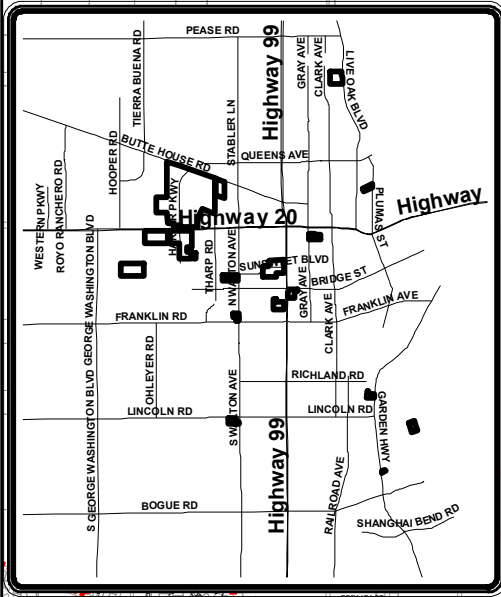 PEASE RD
Highway 99
GRAY AVE
CLARK AVE
LIVE OAK BLVD
TIERRA BUENA RD
STABLER LN
HOOPER RD
BUTTE HOUSE RD
QUEENS AVE
WESTERN PKWY
ROYO RANCHERO RD
PKWY
Highway 20
Highway
PLUMAS ST
GEORGE WASHINGTON BLVD
THARP RD
N WALTON AVE
BLVD
BRIDGE ST
GRAY AVE
CLARK AVE
FRANKLIN RD
FRANKLIN AVE
OHLEYER RD
RICHLAND RD
LINCOLN RD
LINCOLN RD
GARDEN HWY
S GEORGE WASHINGTON BLVD
S WALTON AVE
Highway 99
RAILROAD AVE
BOGUE RD
SHANGHAI BEND RD